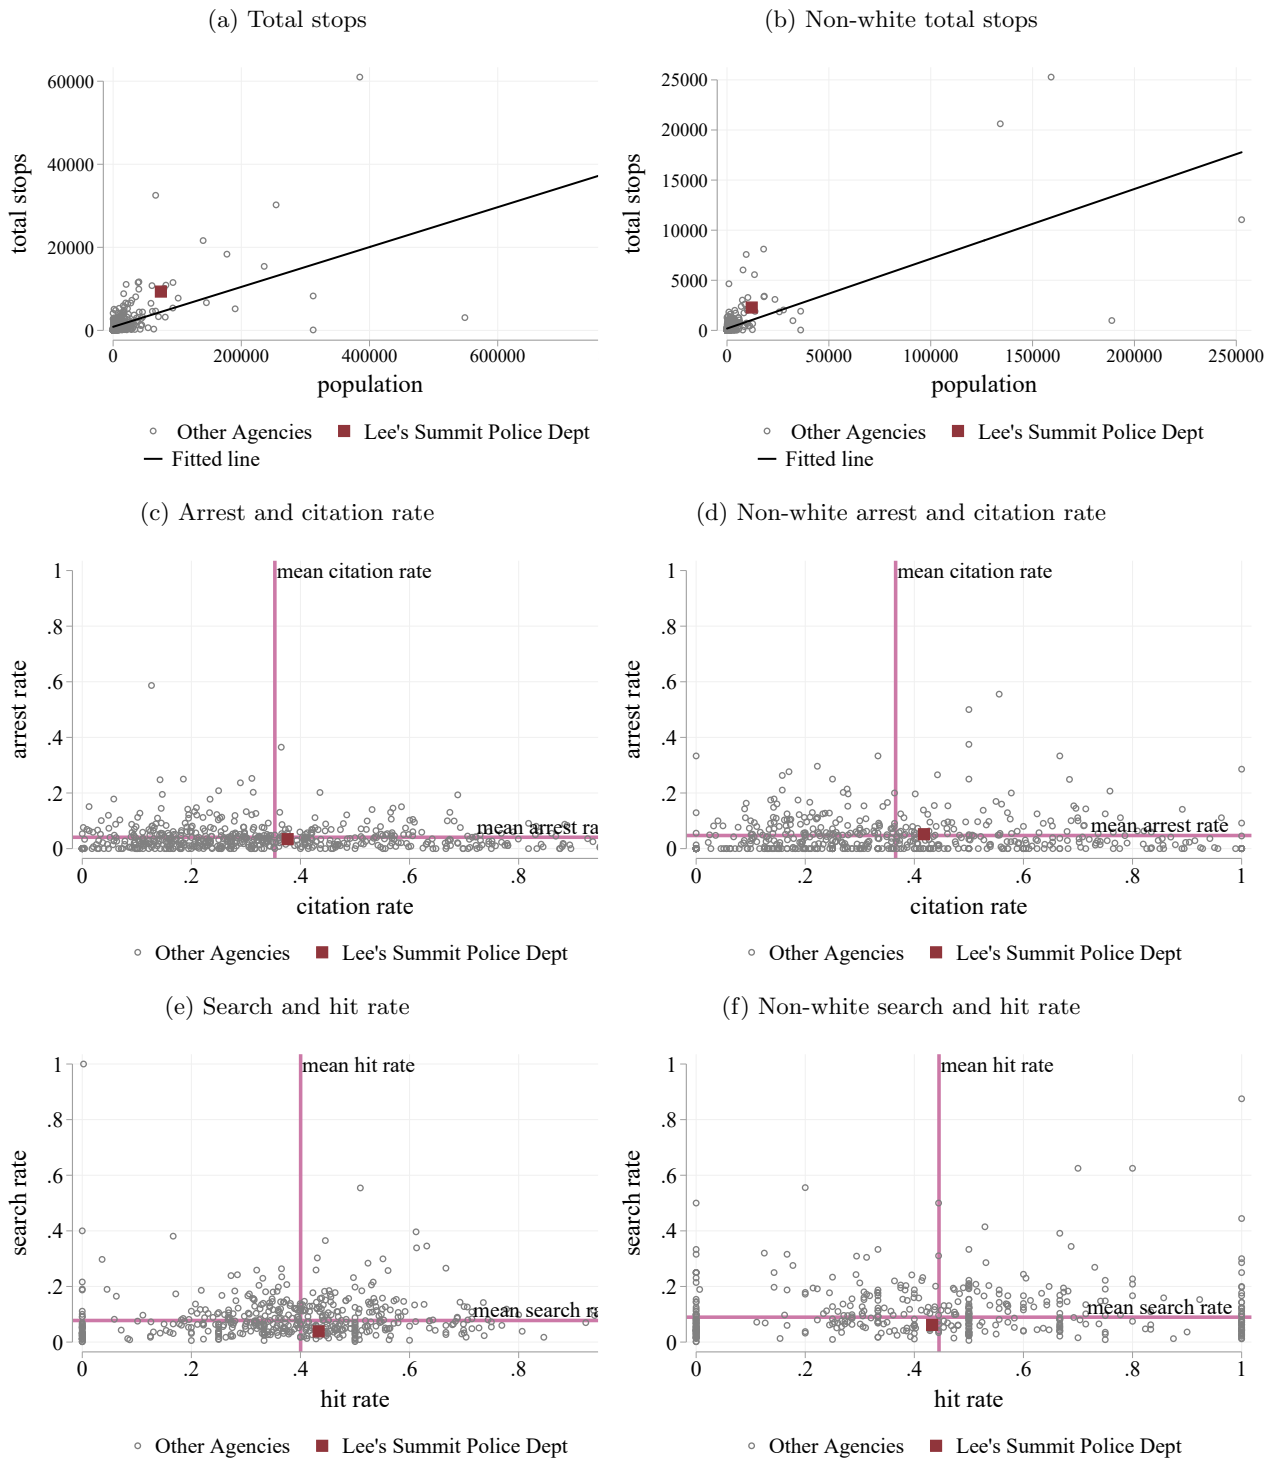 (a) Total stops
(b) Non-white total stops
60000
40000
20000
0
total stops
0 200000 400000 600000
population
Other Agencies Lee's Summit Police Dept
Fitted line
25000
20000
15000
10000
5000
0
total stops
0 50000 100000 150000 200000 250000
population
Other Agencies Lee's Summit Police Dept
Fitted line
(c) Arrest and citation rate
(d) Non-white arrest and citation rate
1
.8
.6
.4
.2
0
arrest rate
mean citation rate
mean arrest ra
0 .2 .4 .6 .8
citation rate
Other Agencies Lee's Summit Police Dept
1
.8
.6
.4
.2
0
arrest rate
mean citation rate
mean arrest rate
0 .2 .4 .6 .8 1
citation rate
Other Agencies Lee's Summit Police Dept
(e) Search and hit rate
(f) Non-white search and hit rate
1
.8
.6
.4
.2
0
search rate
mean hit rate
mean search ra
0 .2 .4 .6 .8
hit rate
Other Agencies Lee's Summit Police Dept
1
.8
.6
.4
.2
0
search rate
mean hit rate
mean search rate
0 .2 .4 .6 .8 1
hit rate
Other Agencies Lee's Summit Police Dept